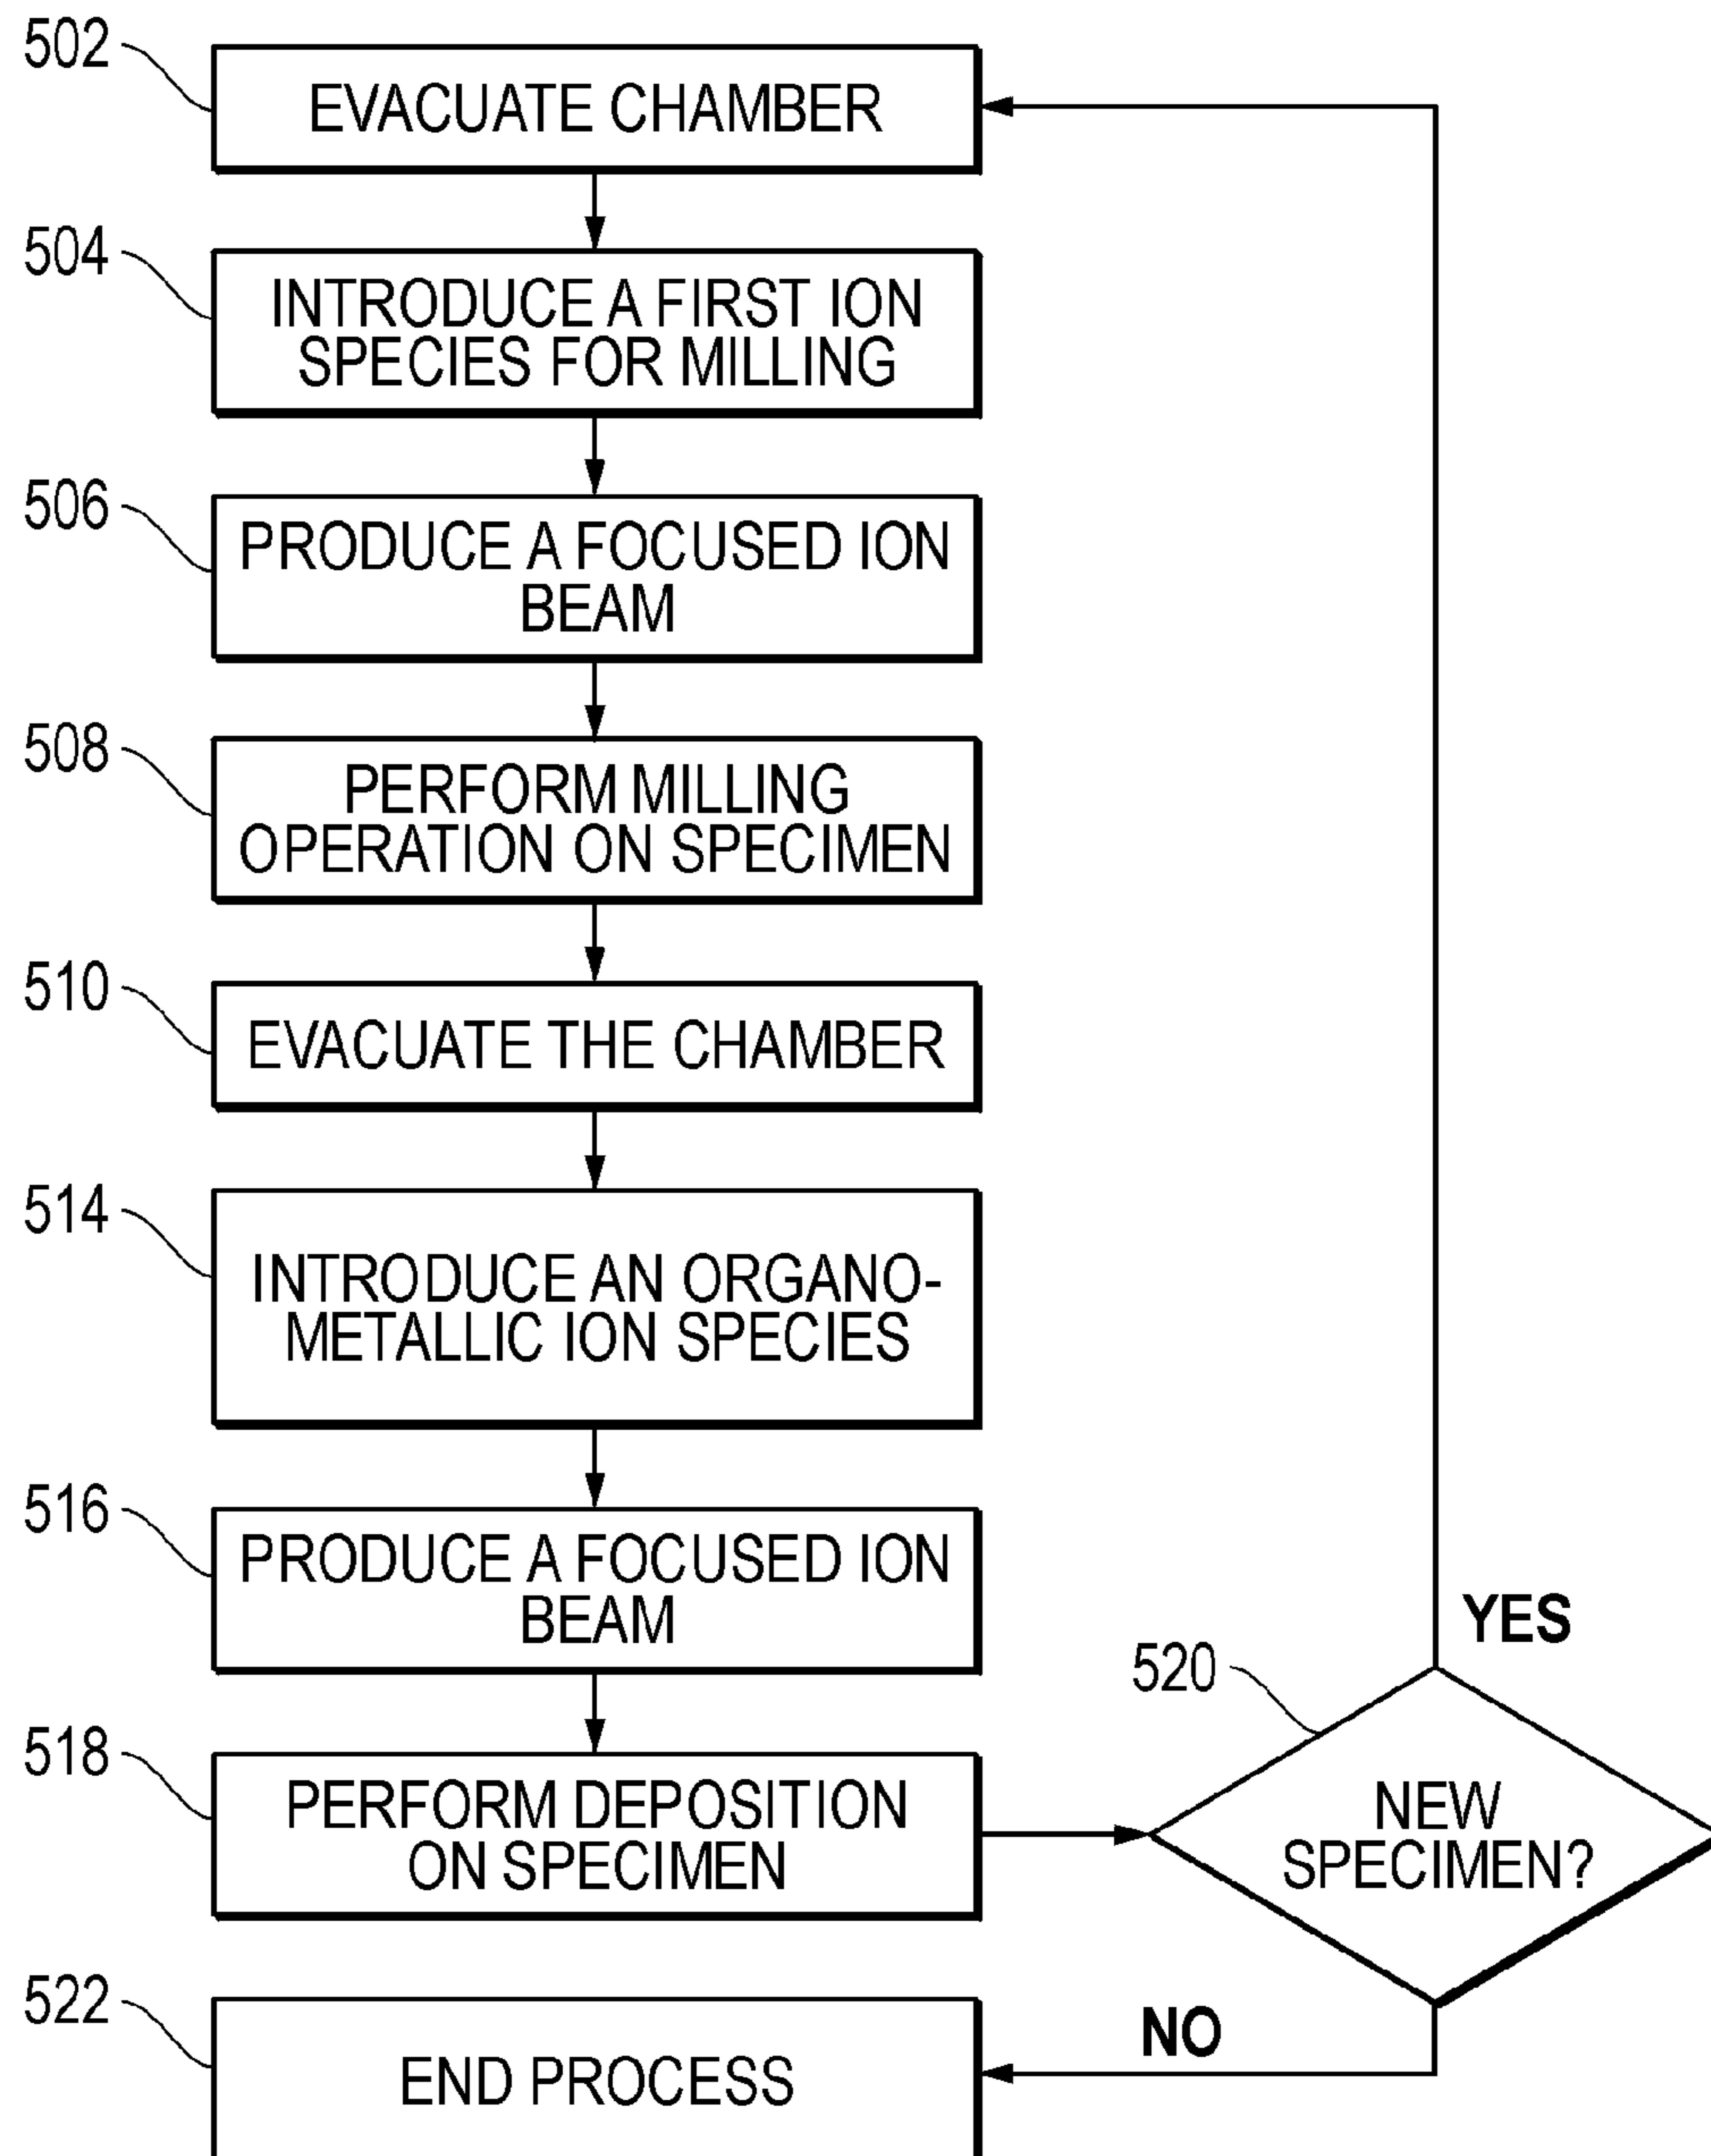 502
EVACUATE CHAMBER
504
INTRODUCE A FIRST ION
SPECIES FOR MILLING
506
PRODUCE A FOCUSED ION
BEAM
508
PERFORM MILLING
OPERATION ON SPECIMEN
510
EVACUATE THE CHAMBER
514
INTRODUCE AN ORGANO-
METALLIC ION SPECIES
516
PRODUCE A FOCUSED ION
BEAM
518
PERFORM DEPOSITION
ON SPECIMEN
520
NEW
SPECIMEN?
YES
NO
522
END PROCESS